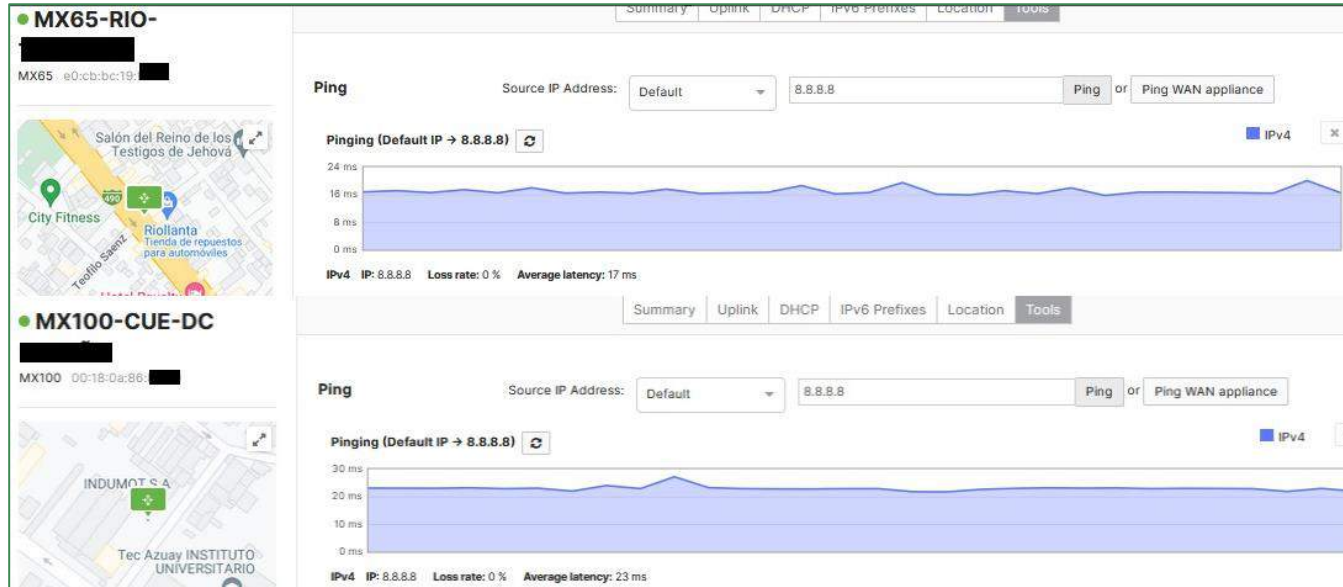 MX65-RIO-
MX65 e0:cb:bc:19:
Salón del Reino de los
Testigos de Jehová
490
City Fitness
Riollanta
Tienda de repuestos
para automóviles
Teofilo Saenz
Hotel Royalty
Summary Uplink DHCP IPv6 Prefixes Location Tools
Ping Source IP Address: Default 8.8.8.8 Ping or Ping WAN appliance
Pinging (Default IP → 8.8.8.8) IPv4
24 ms
16 ms
8 ms
0 ms
IPv4 IP: 8.8.8.8 Loss rate: 0 % Average latency: 17 ms
MX100-CUE-DC
MX100 00:18:0a:86:
INDUMOT S.A
Tec Azuay INSTITUTO
UNIVERSITARIO
Summary Uplink DHCP IPv6 Prefixes Location Tools
Ping Source IP Address: Default 8.8.8.8 Ping or Ping WAN appliance
Pinging (Default IP → 8.8.8.8) IPv4
30 ms
20 ms
10 ms
0 ms
IPv4 IP: 8.8.8.8 Loss rate: 0 % Average latency: 23 ms